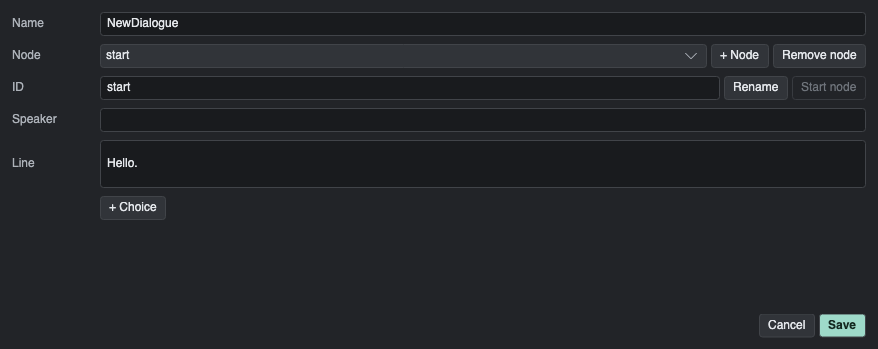 Name NewDialogue
Node start + Node Remove node
ID start Rename Start node
Speaker
Line Hello.
+ Choice
Cancel Save